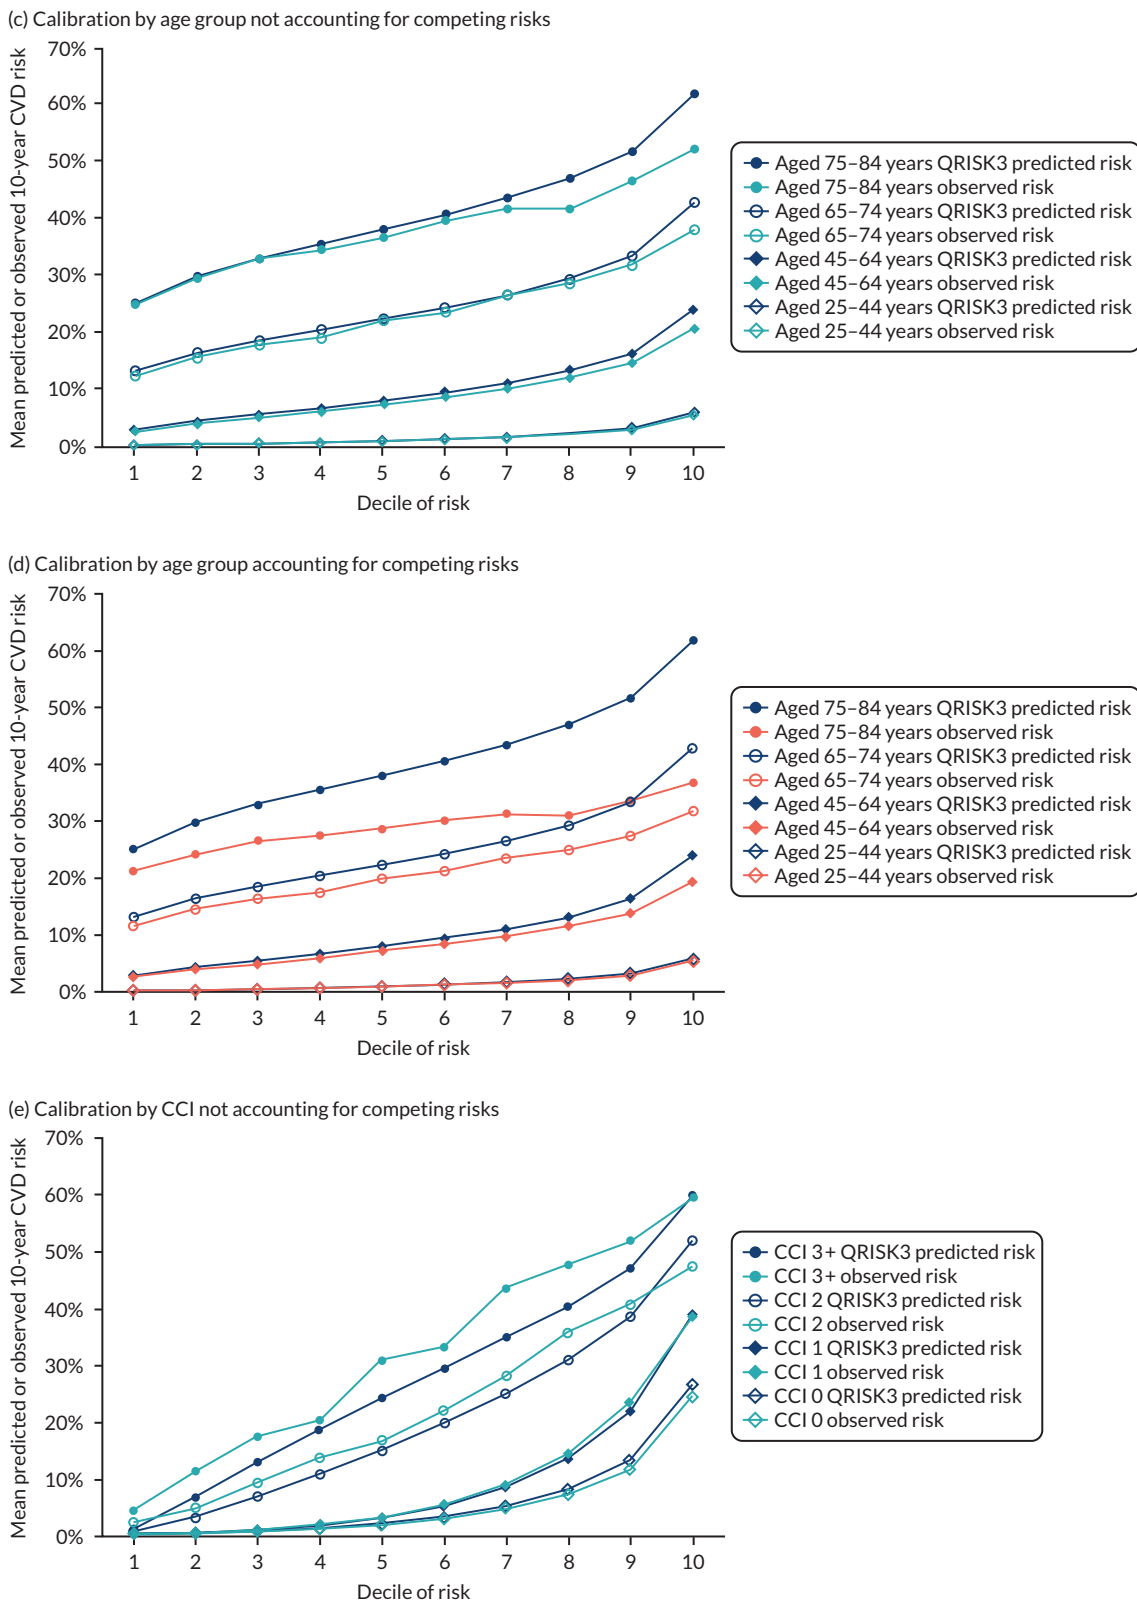 (c) Calibration by age group not accounting for competing risks
Mean predicted or observed 10-year CVD risk
70%
60%
50%
40%
30%
20%
10%
0%
1 2 3 4 5 6 7 8 9 10
Decile of risk
Aged 75–84 years QRISK3 predicted risk
Aged 75–84 years observed risk
Aged 65–74 years QRISK3 predicted risk
Aged 65–74 years observed risk
Aged 45–64 years QRISK3 predicted risk
Aged 45–64 years observed risk
Aged 25–44 years QRISK3 predicted risk
Aged 25–44 years observed risk
(d) Calibration by age group accounting for competing risks
Mean predicted or observed 10-year CVD risk
70%
60%
50%
40%
30%
20%
10%
0%
1 2 3 4 5 6 7 8 9 10
Decile of risk
Aged 75–84 years QRISK3 predicted risk
Aged 75–84 years observed risk
Aged 65–74 years QRISK3 predicted risk
Aged 65–74 years observed risk
Aged 45–64 years QRISK3 predicted risk
Aged 45–64 years observed risk
Aged 25–44 years QRISK3 predicted risk
Aged 25–44 years observed risk
(e) Calibration by CCI not accounting for competing risks
Mean predicted or observed 10-year CVD risk
70%
60%
50%
40%
30%
20%
10%
0%
1 2 3 4 5 6 7 8 9 10
Decile of risk
CCI 3+ QRISK3 predicted risk
CCI 3+ observed risk
CCI 2 QRISK3 predicted risk
CCI 2 observed risk
CCI 1 QRISK3 predicted risk
CCI 1 observed risk
CCI 0 QRISK3 predicted risk
CCI 0 observed risk